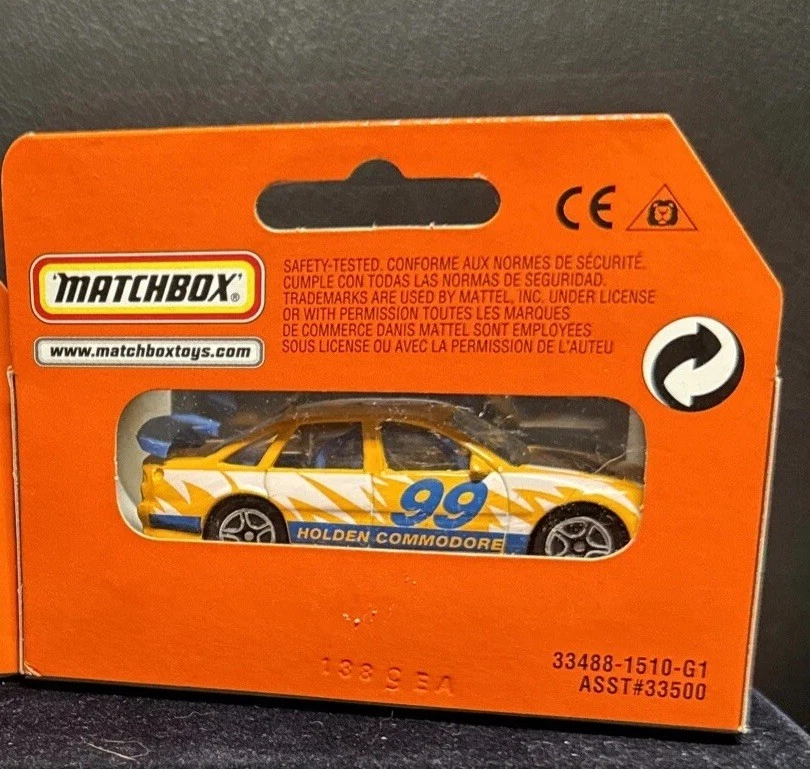 CE
MATCHBOX®
www.matchboxtoys.com
SAFETY-TESTED. CONFORME AUX NORMES DE SÉCURITÉ.
CUMPLE CON TODAS LAS NORMAS DE SEGURIDAD.
TRADEMARKS ARE USED BY MATTEL, INC. UNDER LICENSE
OR WITH PERMISSION TOUTES LES MARQUES
DE COMMERCE DANIS MATTEL SONT EMPLOYEES
SOUS LICENSE OU AVEC LA PERMISSION DE L'AUTEU
99
HOLDEN COMMODORE
33488-1510-G1
ASST#33500